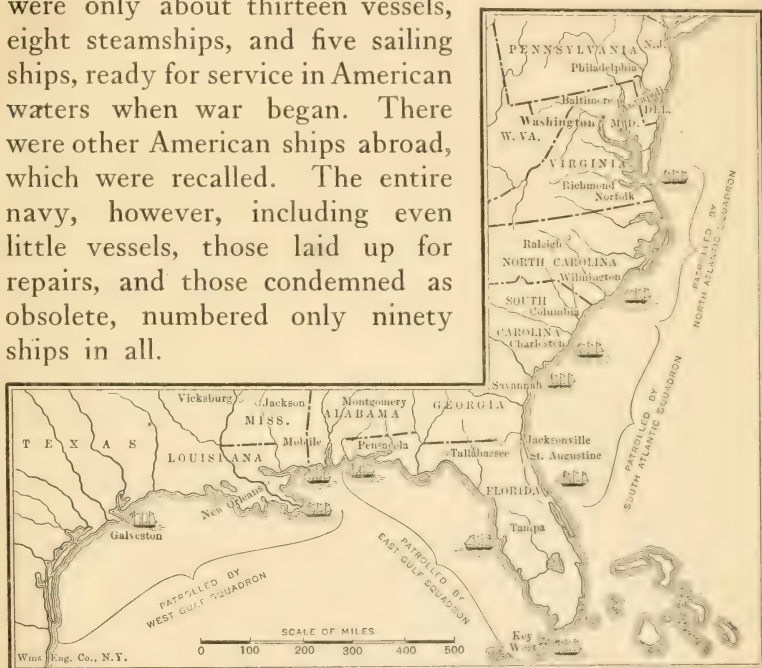 were only about thirteen vessels,
eight steamships, and five sailing
ships, ready for service in American
waters when war began. There
were other American ships abroad,
which were recalled. The entire
navy, however, including even
little vessels, those laid up for
repairs, and those condemned as
obsolete, numbered only ninety
ships in all.
PENNSYLVANIA
N.J.
Philadelphia
Baltimore
Annapolis
DEL.
Washington
MD.
W. VA.
VIRGINIA
Richmond
Norfolk
Raleigh
NORTH CAROLINA
Wilmington
SOUTH
Columbia
CAROLINA
Charleston
Savannah
PATROLLED BY
NORTH ATLANTIC SQUADRON
PATROLLED BY
SOUTH ATLANTIC SQUADRON
Vicksburg
Jackson
MISS.
Montgomery
ALABAMA
GEORGIA
TEXAS
LOUISIANA
Mobile
Pensacola
Tallahassee
Jacksonville
St. Augustine
New Orleans
FLORIDA
Galveston
Tampa
PATROLLED BY
WEST GULF SQUADRON
PATROLLED BY
EAST GULF SQUADRON
SCALE OF MILES
0 100 200 300 400 500
Key
West
Wms Eng. Co., N.Y.